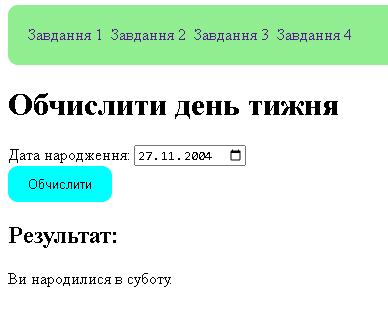 Завдання 1 Завдання 2 Завдання 3 Завдання 4
Обчислити день тижня
Дата народження: 27.11.2004
Обчислити
Результат:
Ви народилися в суботу.